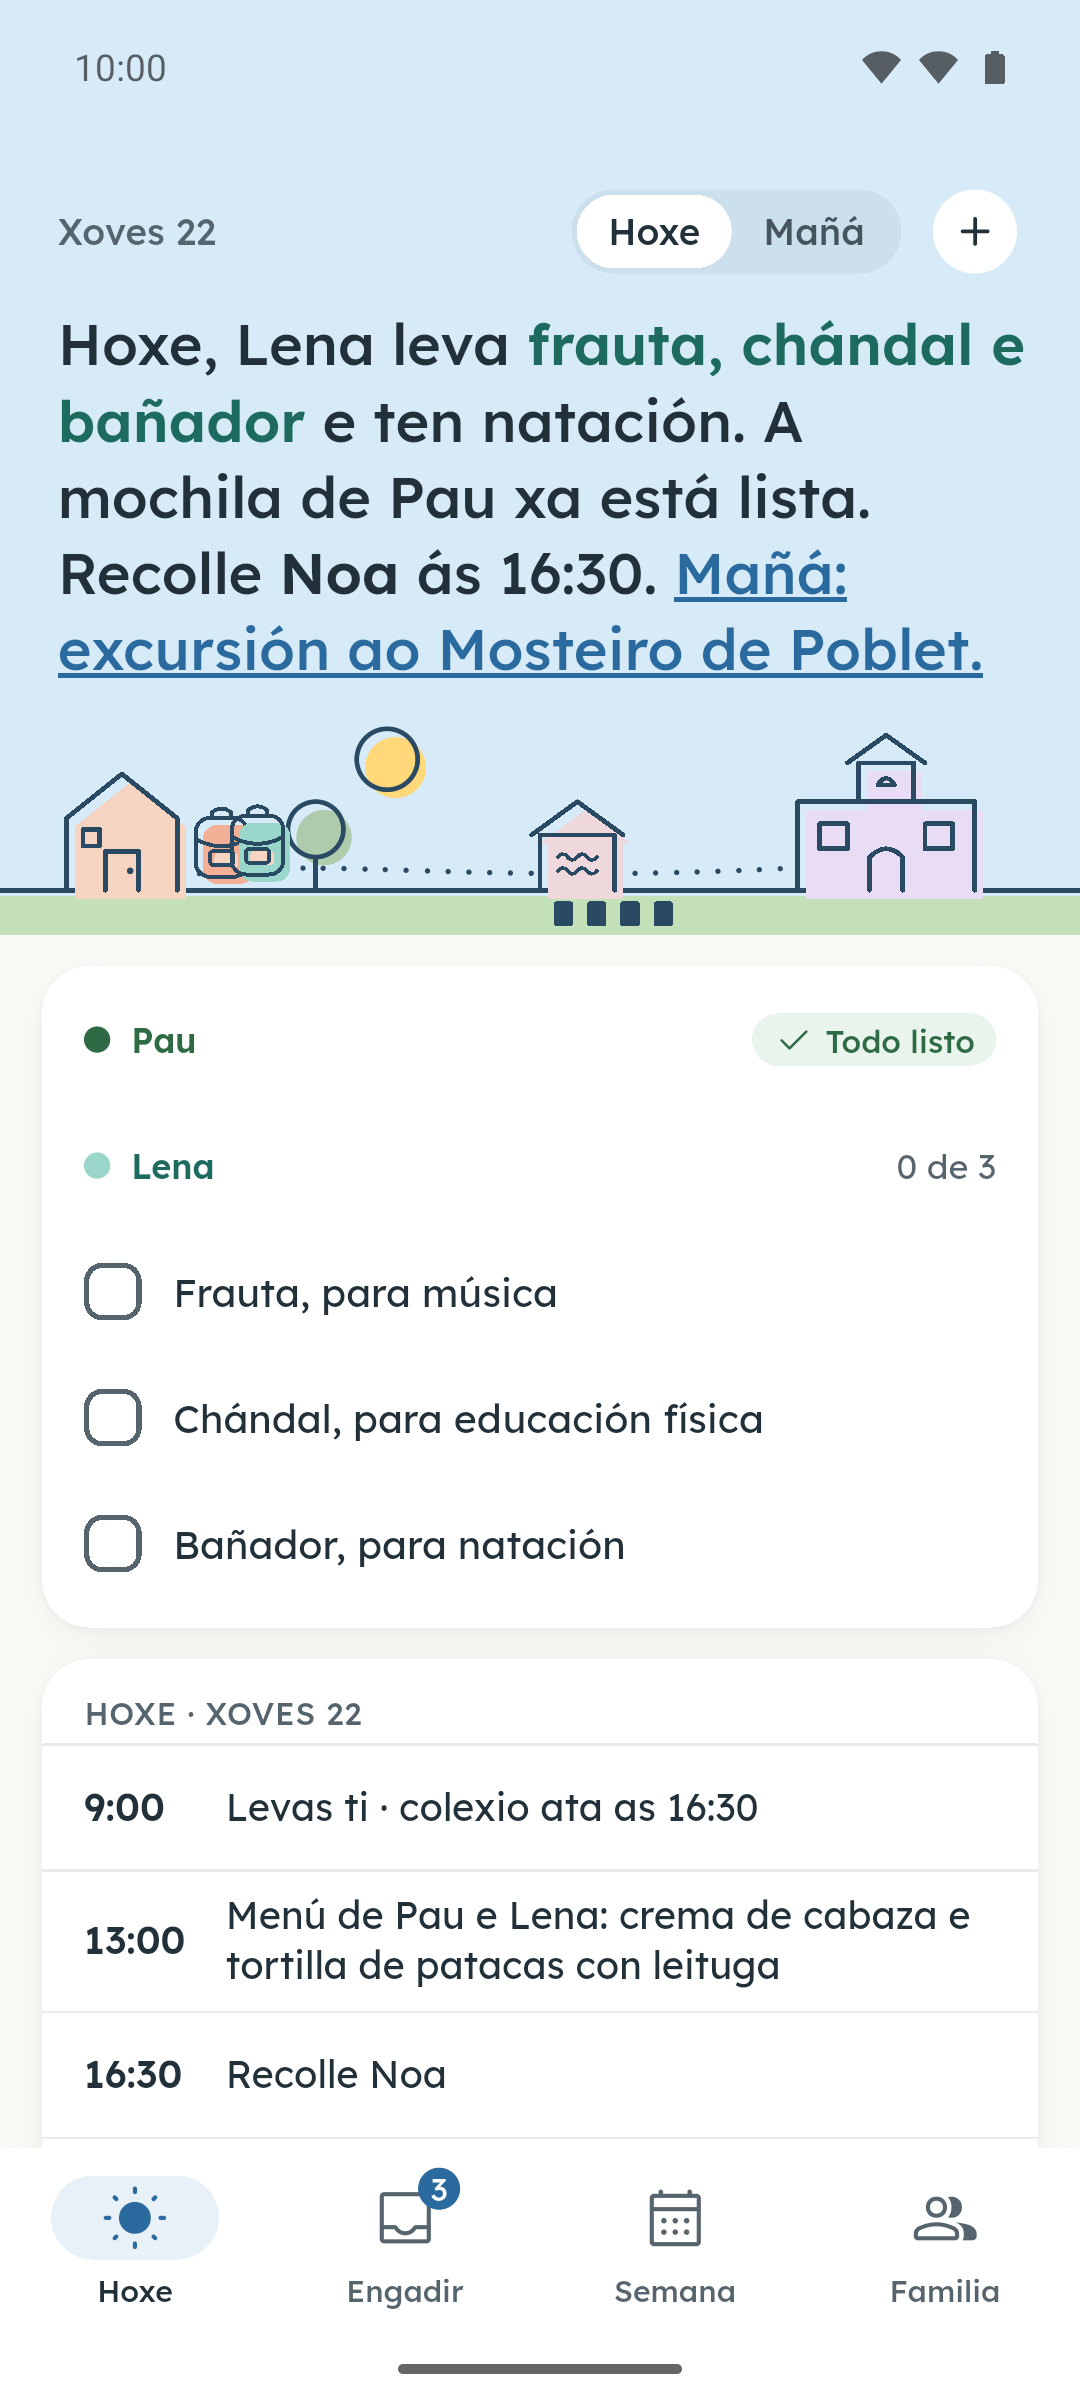 10:00
Xoves 22
Hoxe
Mañá
Hoxe, Lena leva frauta, chándal e
bañador e ten natación. A
mochila de Pau xa está lista.
Recolle Noa ás 16:30. Mañá:
excursión ao Mosteiro de Poblet.
Pau
Todo listo
Lena
0 de 3
Frauta, para música
Chándal, para educación física
Bañador, para natación
HOXE · XOVES 22
9:00
Levas ti · colexio ata as 16:30
13:00
Menú de Pau e Lena: crema de cabaza e
tortilla de patacas con leituga
16:30
Recolle Noa
3
Hoxe
Engadir
Semana
Familia